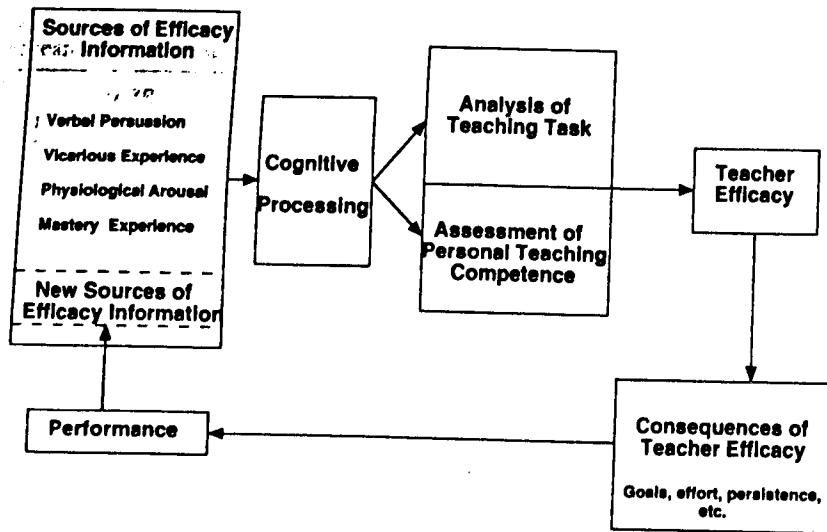 Sources of Efficacy
Information
Verbal Persuasion
Vicarious Experience
Physiological Arousal
Mastery Experience
New Sources of
Efficacy Information
Cognitive
Processing
Analysis of
Teaching Task
Assessment of
Personal Teaching
Competence
Teacher
Efficacy
Consequences of
Teacher Efficacy
Goals, effort, persistence,
etc.
Performance